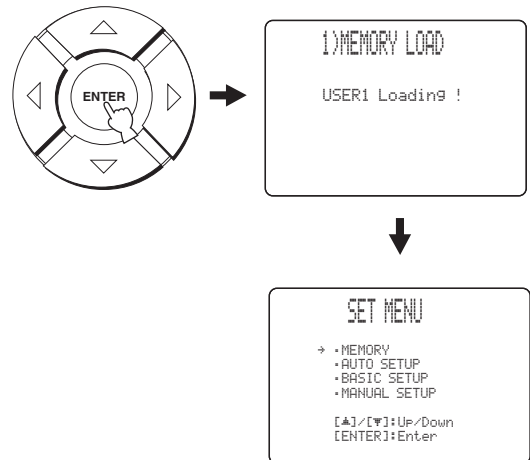 ENTER
1)MEMORY LOAD
USER1 Loading !
SET MENU
→ ▪MEMORY
▪AUTO SETUP
▪BASIC SETUP
▪MANUAL SETUP
[▲]/[▼]:Up/Down
[ENTER]:Enter